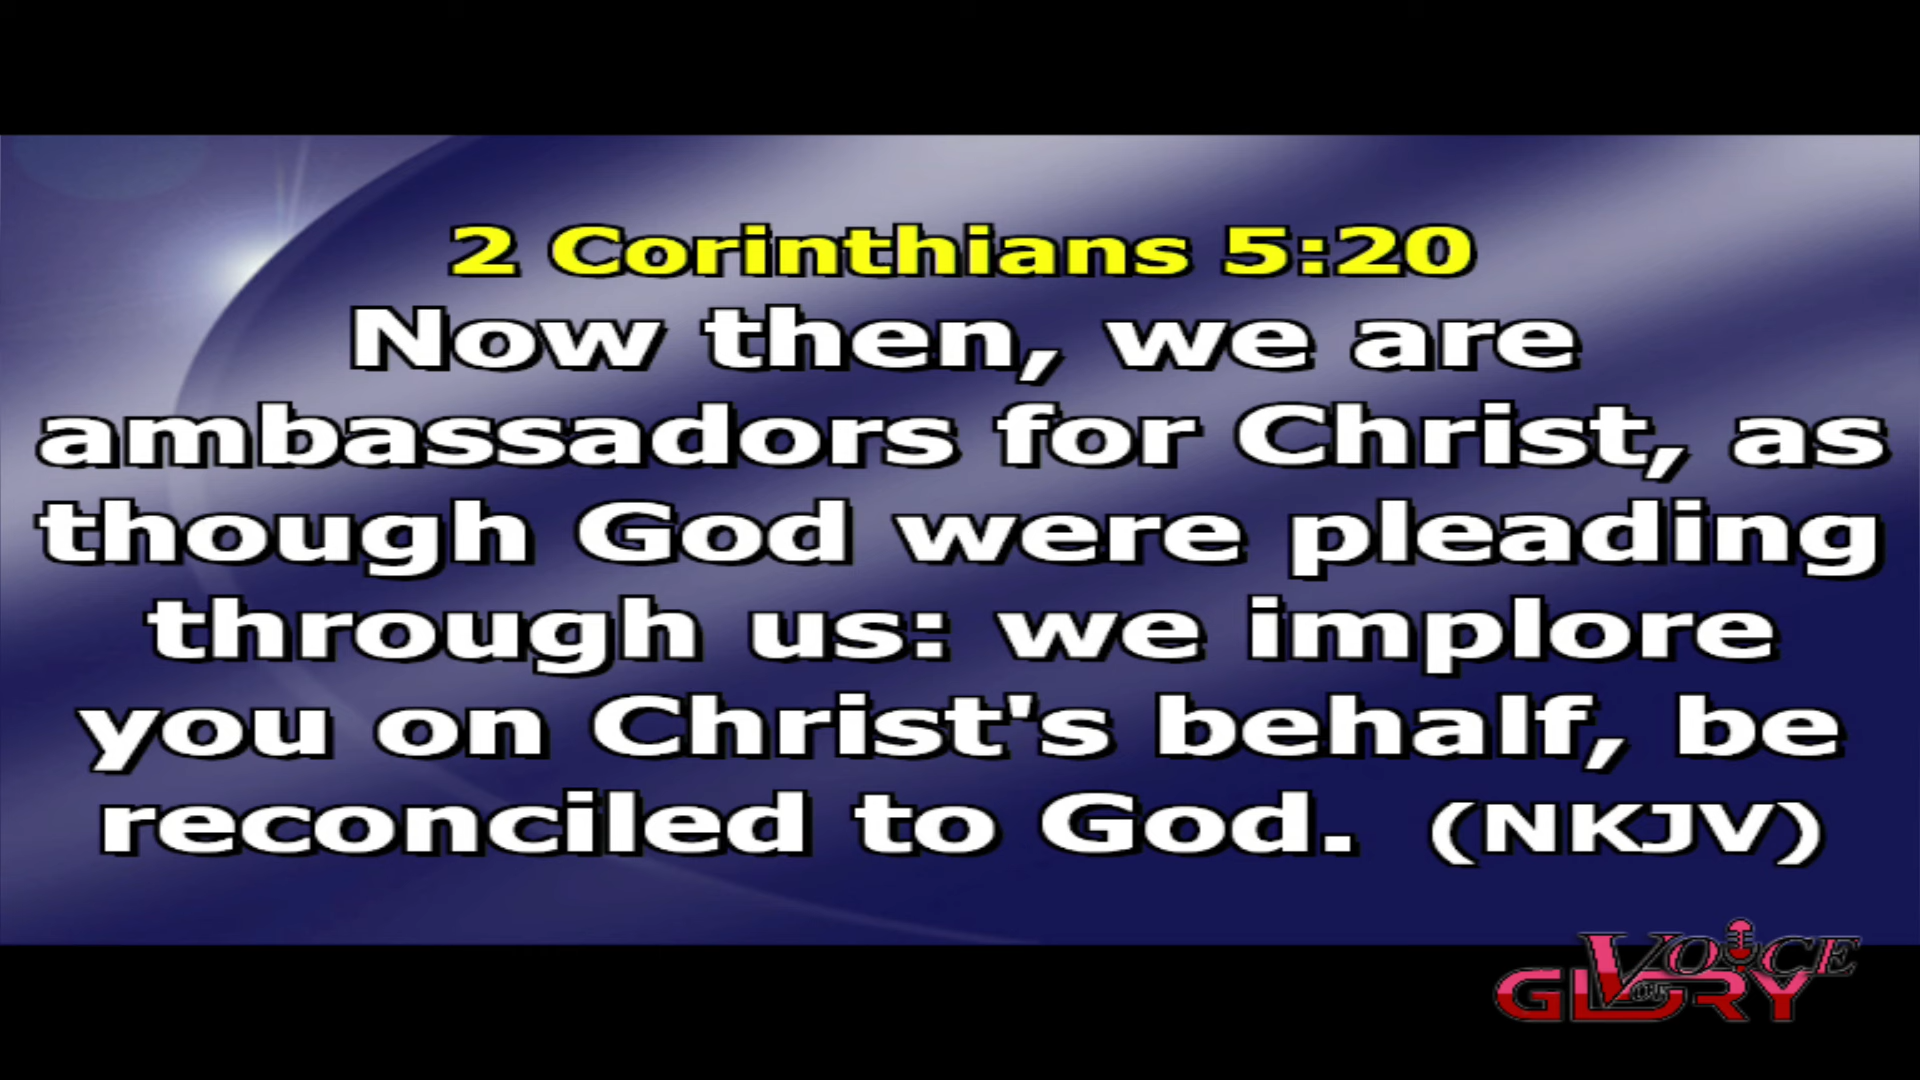 2 Corinthians 5:20
Now then, we are
ambassadors for Christ, as
though God were pleading
through us: we implore
you on Christ's behalf, be
reconciled to God. (NKJV)
VOICE
OF
GLORY